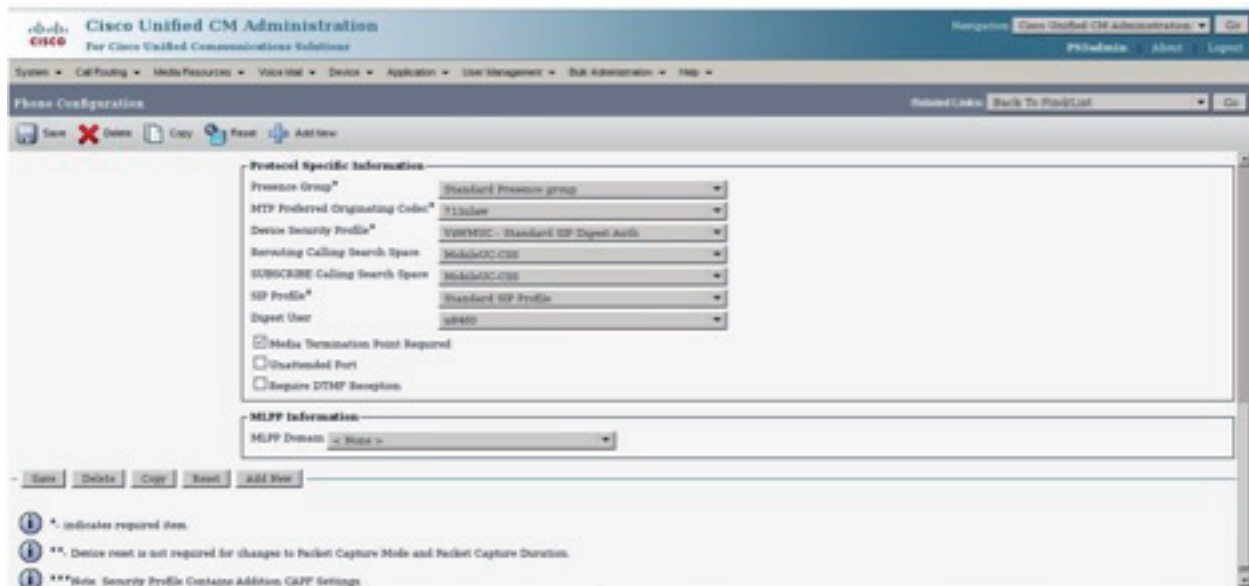 Cisco Unified CM Administration
CISCO For Cisco Unified Communications Solutions
Navigation Cisco Unified CM Administration Go
About Logout
System Call Routing Media Resources Voice Mail Device Application User Management Bulk Administration Help
Phone Configuration
Related Links: Back To Find/List Go
Save Delete Copy Reset Add New
Protocol Specific Information
Presence Group* Standard Presence group
MTP Preferred Originating Codec* 711ulaw
Device Security Profile* - Standard SIP Digest Auth
Rerouting Calling Search Space MobileUC-CSS
SUBSCRIBE Calling Search Space MobileUC-CSS
SIP Profile* Standard SIP Profile
Digest User
Media Termination Point Required
Unattended Port
Require DTMF Reception
MLPP Information
MLPP Domain < None >
Save Delete Copy Reset Add New
*- indicates required item.
**- Device reset is not required for changes to Packet Capture Mode and Packet Capture Duration.
***Note: Security Profile Contains Addition CAPF Settings.